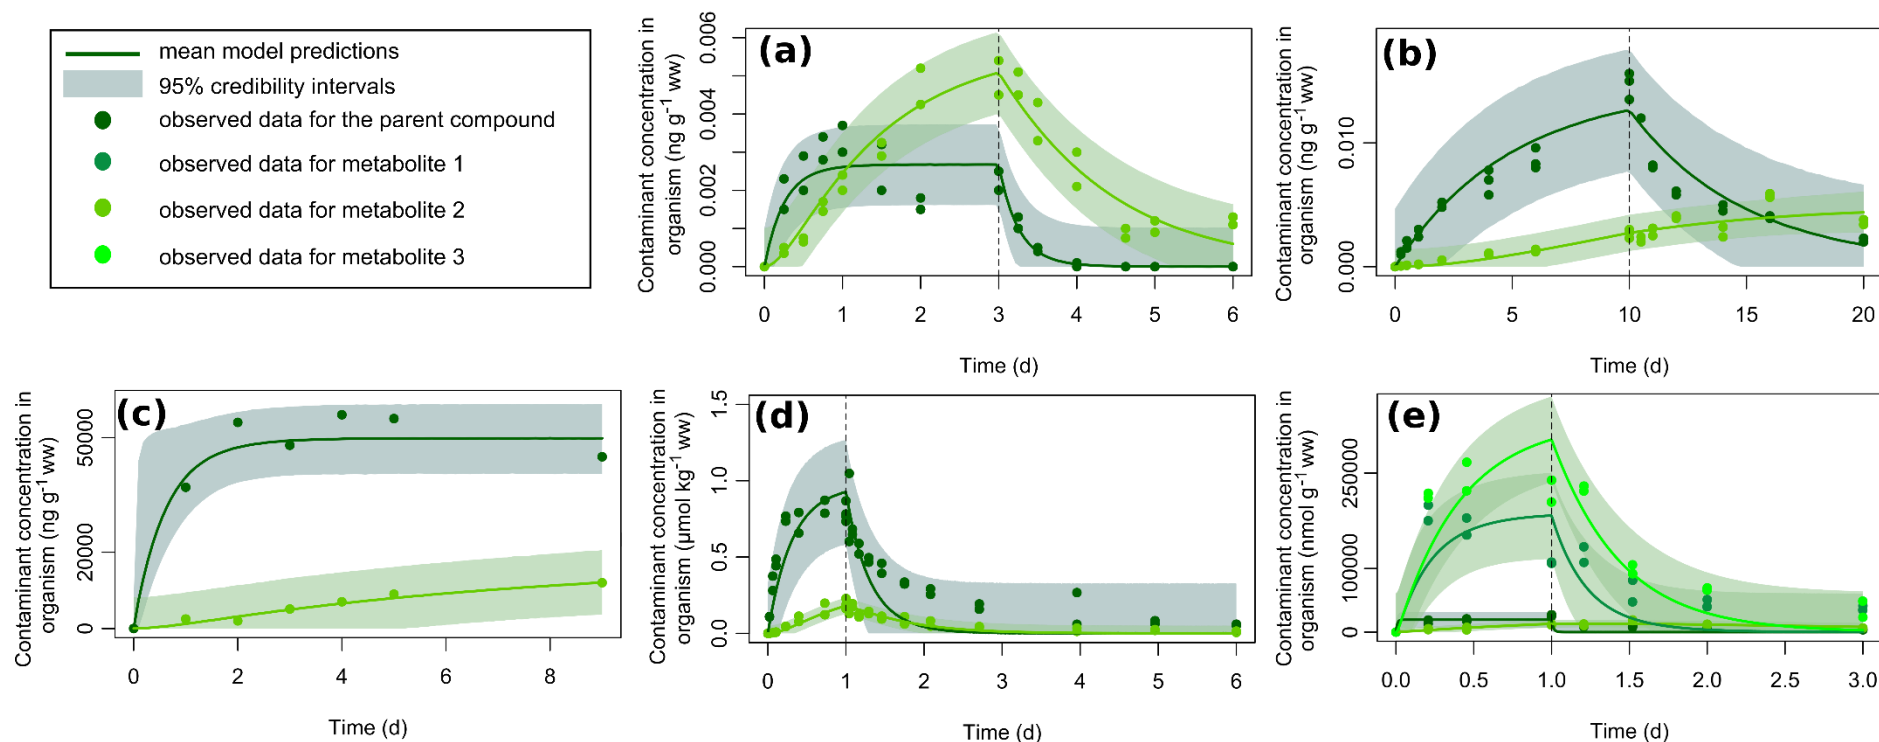 mean model predictions
95% credibility intervals
observed data for the parent compound
observed data for metabolite 1
observed data for metabolite 2
observed data for metabolite 3
(a)
Contaminant concentration in
organism (ng g⁻¹ ww)
0.000
0.002
0.004
0.006
0 1 2 3 4 5 6
Time (d)
(b)
Contaminant concentration in
organism (ng g⁻¹ ww)
0.000
0.010
0 5 10 15 20
Time (d)
(c)
Contaminant concentration in
organism (ng g⁻¹ ww)
0
20000
50000
0 2 4 6 8
Time (d)
(d)
Contaminant concentration in
organism (μmol kg⁻¹ ww)
0.0
0.5
1.0
1.5
0 1 2 3 4 5 6
Time (d)
(e)
Contaminant concentration in
organism (nmol g⁻¹ ww)
0
100000
250000
0.0 0.5 1.0 1.5 2.0 2.5 3.0
Time (d)